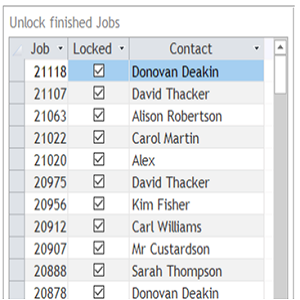 Unlock finished Jobs
Job Locked Contact
21118 Donovan Deakin
21107 David Thacker
21063 Alison Robertson
21022 Carol Martin
21020 Alex
20975 David Thacker
20956 Kim Fisher
20912 Carl Williams
20907 Mr Custardson
20888 Sarah Thompson
20878 Donovan Deakin